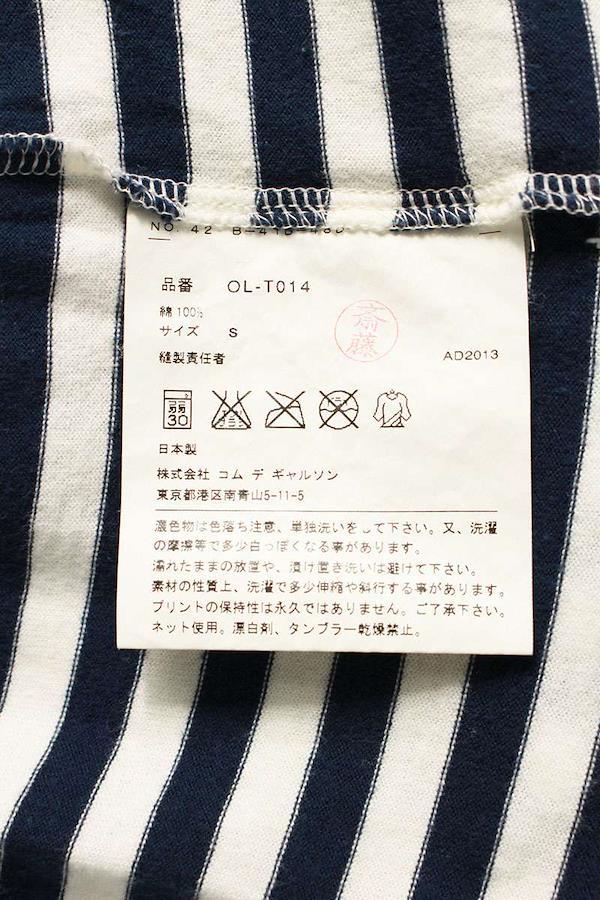 品番 OL-T014
綿 100%
サイズ S
斎藤
縫製責任者 AD2013
弱
30
日本製
株式会社 コム デ ギャルソン
東京都港区南青山5-11-5
濃色物は色落ち注意、単独洗いをして下さい。又、洗濯
の摩擦等で多少白っぽくなる事があります。
濡れたままの放置や、漬け置き洗いは避けて下さい。
素材の性質上、洗濯で多少伸縮や斜行する事があります。
プリントの保持性は永久ではありません。ご了承下さい。
ネット使用。漂白剤、タンブラー乾燥禁止。